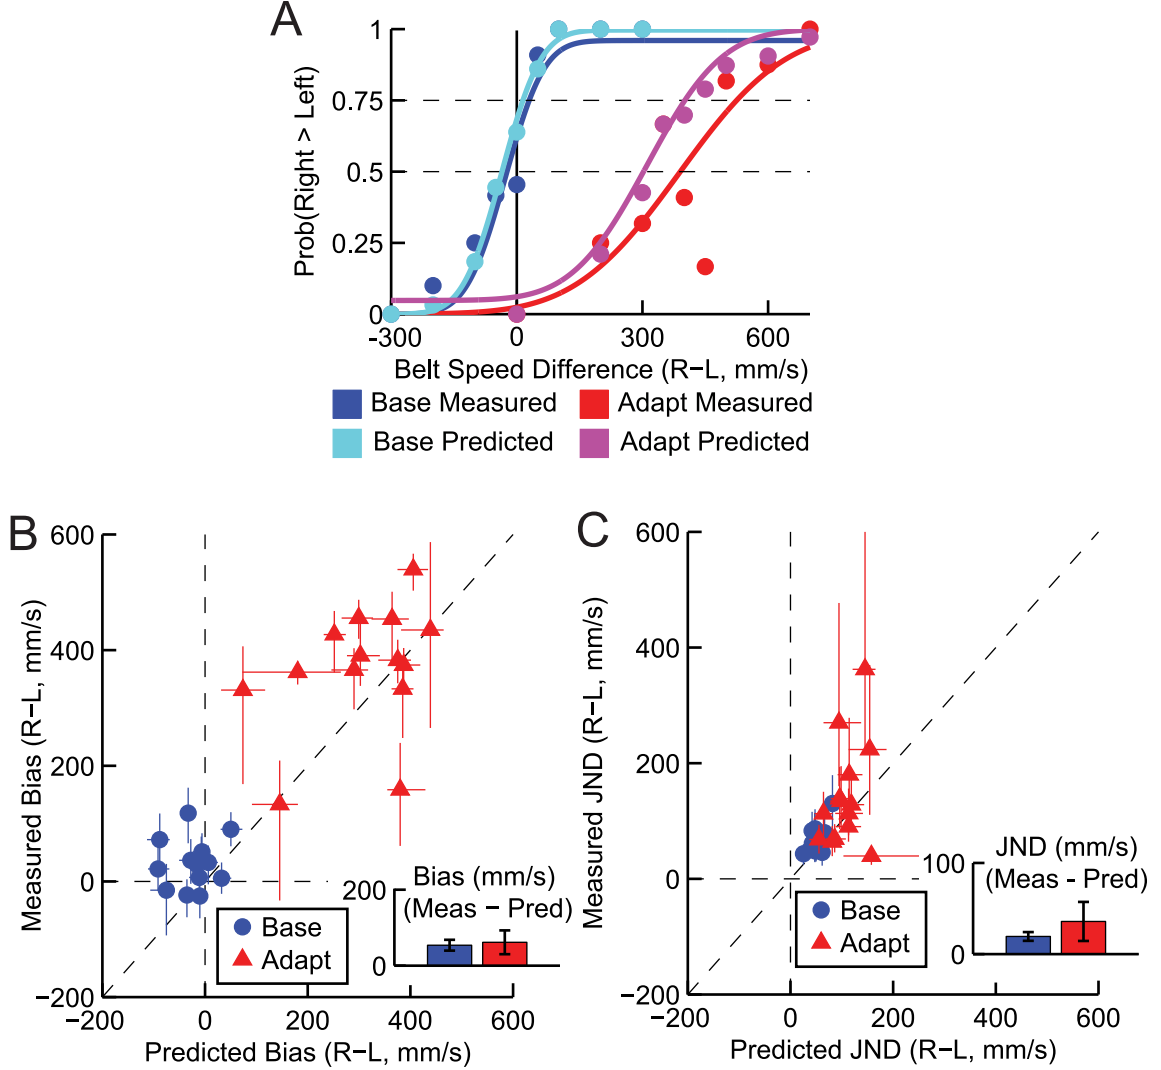 A
Prob(Right > Left)
1
0.75
0.5
0.25
0
-300 0 300 600
Belt Speed Difference (R−L, mm/s)
Base Measured Adapt Measured
Base Predicted Adapt Predicted
B
Measured Bias (R−L, mm/s)
600
400
200
0
−200
−200 0 200 400 600
Predicted Bias (R−L, mm/s)
Base
Adapt
200
0
Bias (mm/s)
(Meas − Pred)
C
Measured JND (R−L, mm/s)
600
400
200
0
−200
−200 0 200 400 600
Predicted JND (R−L, mm/s)
Base
Adapt
100
0
JND (mm/s)
(Meas - Pred)